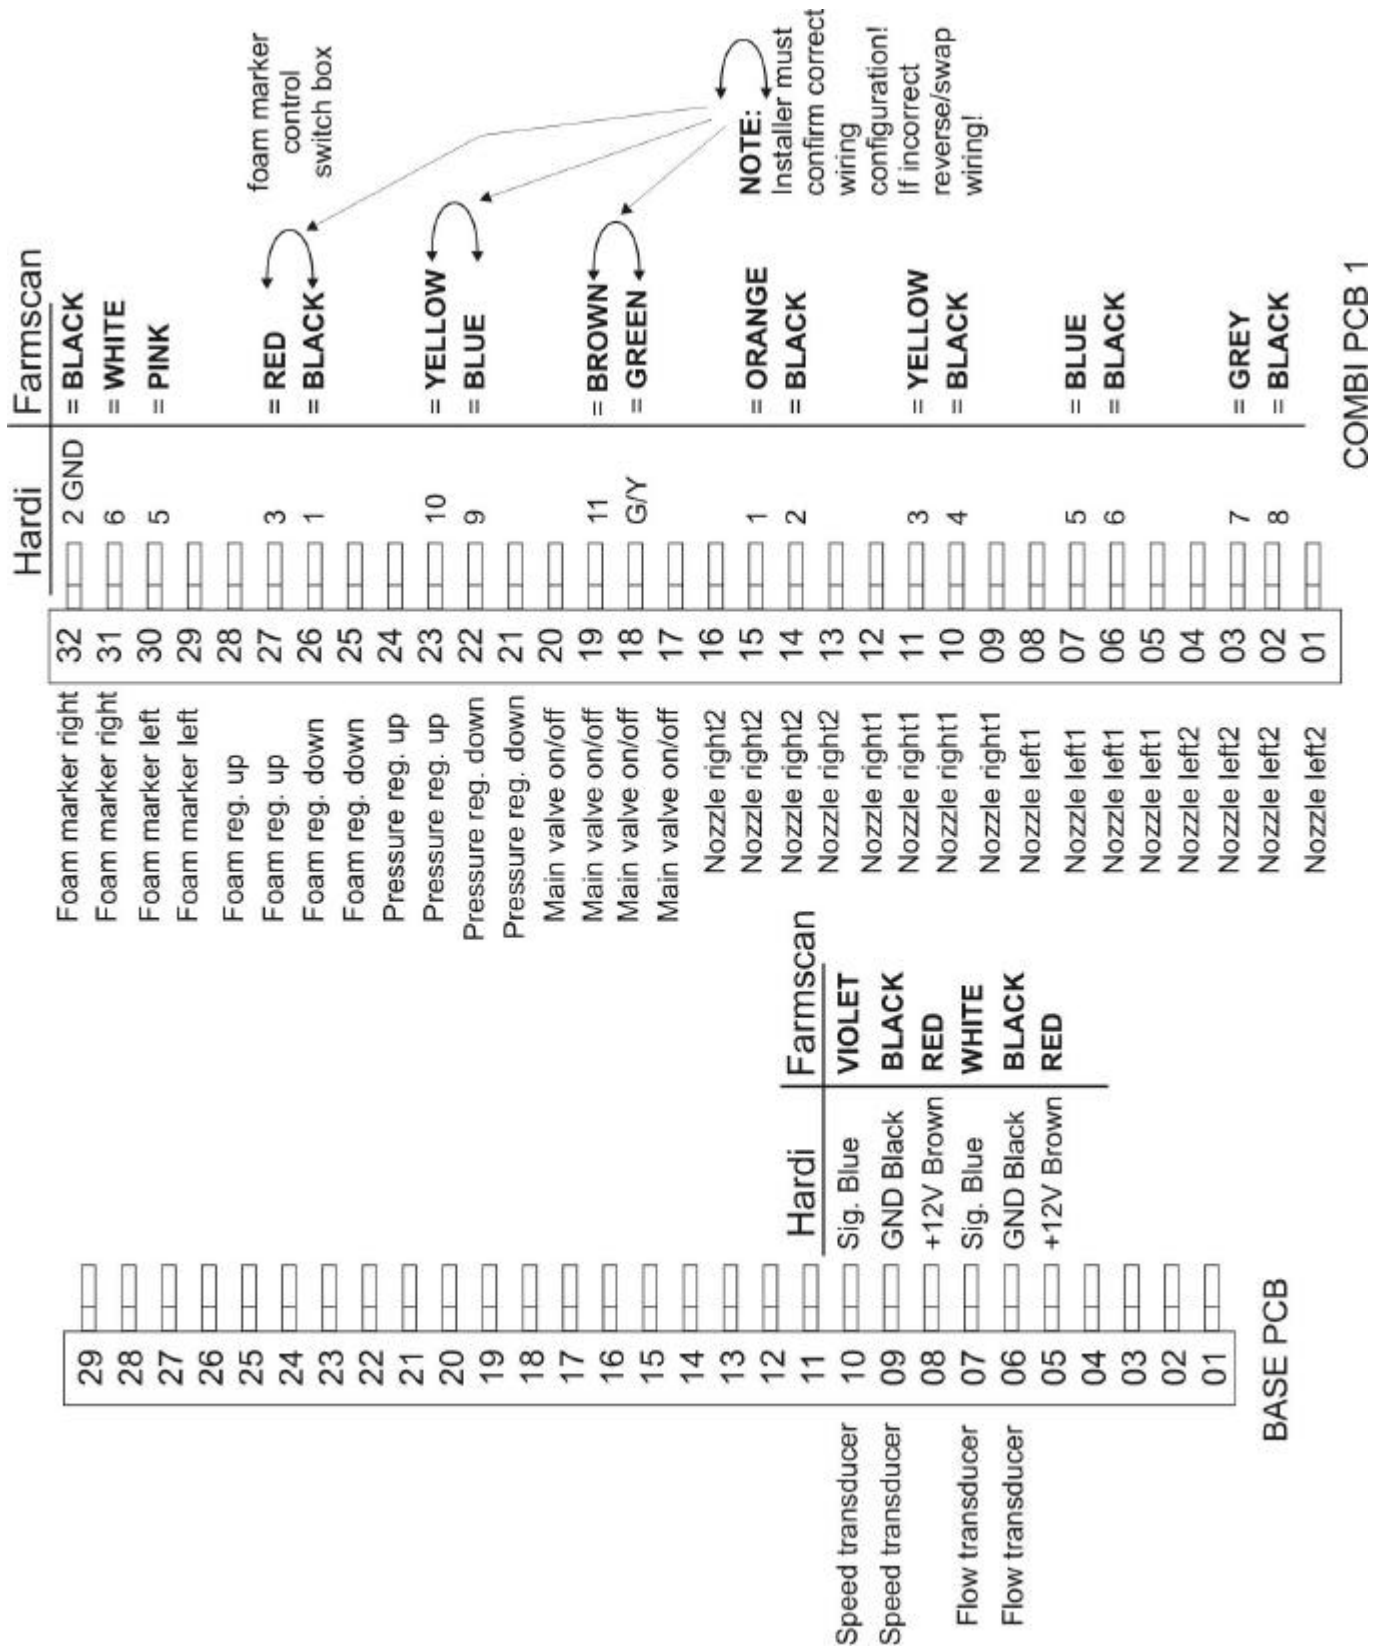 Hardi Farmscan
Foam marker right 32 2 GND = BLACK
Foam marker right 31 6 = WHITE
Foam marker left 30 5 = PINK
Foam marker left 29
Foam reg. up 28
Foam reg. up 27 3 = RED
Foam reg. down 26 1 = BLACK
Foam reg. down 25
Pressure reg. up 24
Pressure reg. up 23 10 = YELLOW
Pressure reg. down 22 9 = BLUE
Pressure reg. down 21
Main valve on/off 20
Main valve on/off 19 11 = BROWN
Main valve on/off 18 G/Y = GREEN
Main valve on/off 17
Nozzle right2 16
Nozzle right2 15 1 = ORANGE
Nozzle right2 14 2 = BLACK
Nozzle right2 13
Nozzle right1 12
Nozzle right1 11 3 = YELLOW
Nozzle right1 10 4 = BLACK
Nozzle right1 09
Nozzle left1 08
Nozzle left1 07 5 = BLUE
Nozzle left1 06 6 = BLACK
Nozzle left1 05
Nozzle left2 04
Nozzle left2 03 7 = GREY
Nozzle left2 02 8 = BLACK
Nozzle left2 01
COMBI PCB 1
foam marker
control
switch box
NOTE:
Installer must
confirm correct
wiring
configuration!
If incorrect
reverse/swap
wiring!
29
28
27
26
25
24
23
22
21
20
19
18
17
16
15
14
13
12
11
Hardi Farmscan
Speed transducer 10 Sig. Blue VIOLET
Speed transducer 09 GND Black BLACK
08 +12V Brown RED
Flow transducer 07 Sig. Blue WHITE
Flow transducer 06 GND Black BLACK
05 +12V Brown RED
04
03
02
01
BASE PCB